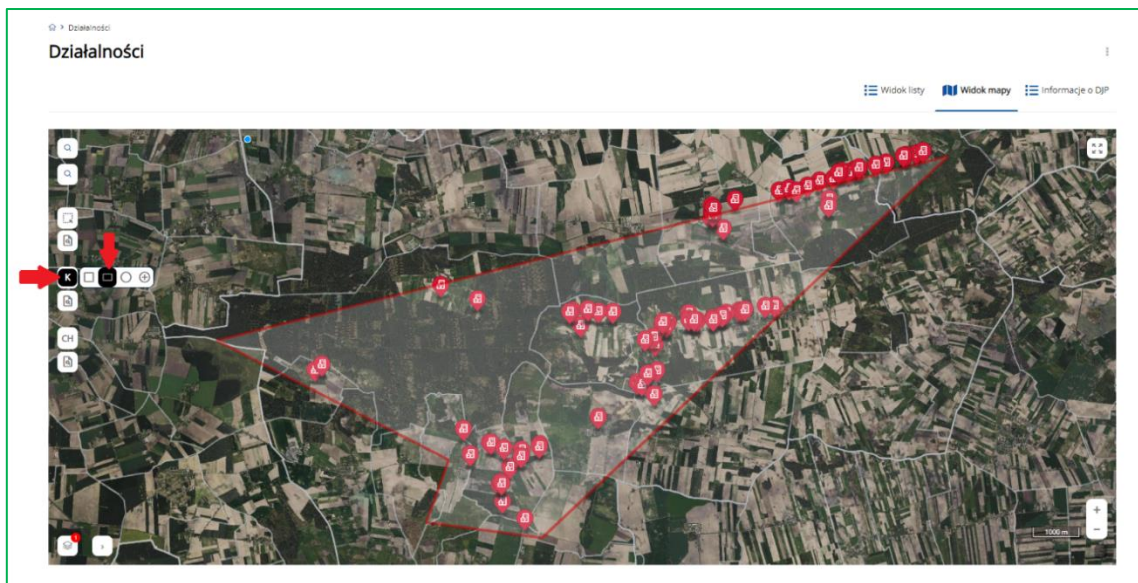 Działalności
Działalności
Widok listy
Widok mapy
Informacje o DJP
K
CH
1000 m